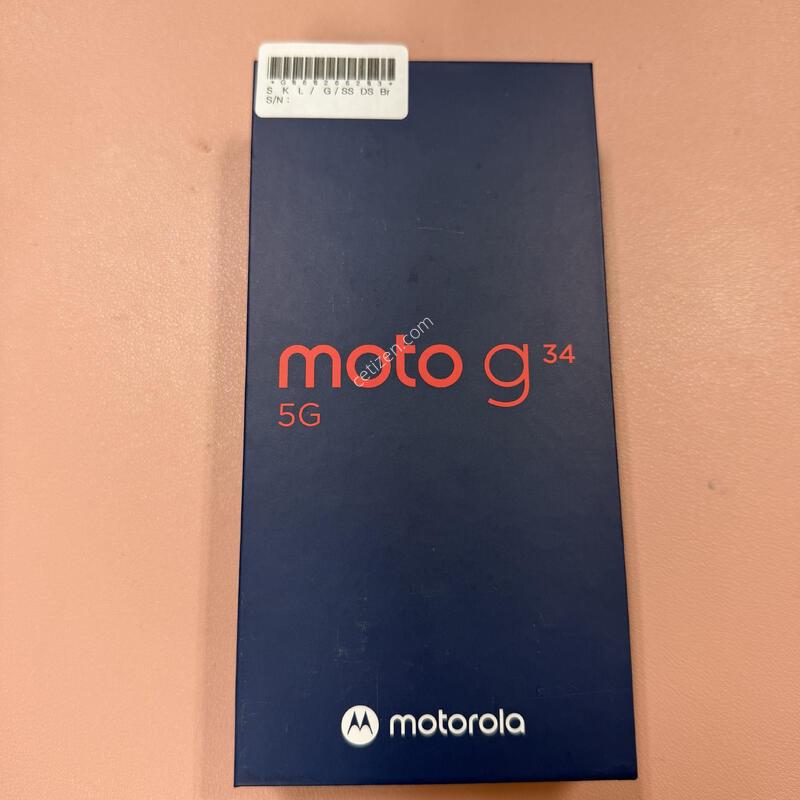 S K L / G/SS DS Br
S/N :
moto g 34
5G
cetizen.com
motorola